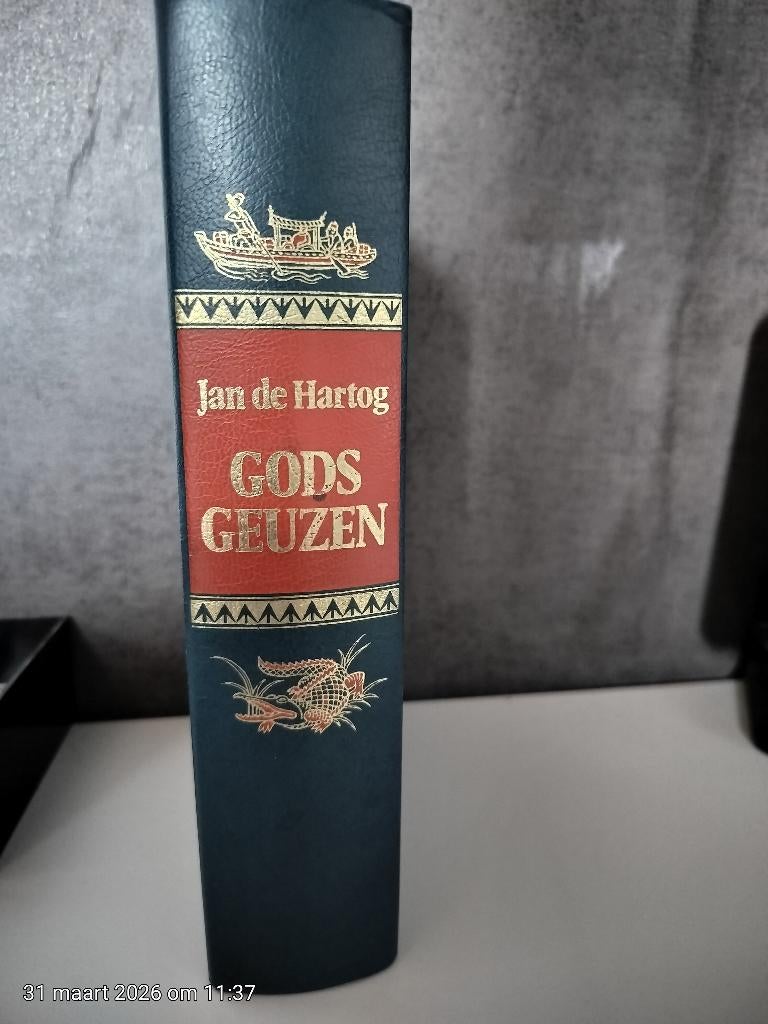 Jan de Hartog
GODS
GEUZEN
31 maart 2026 om 11:37